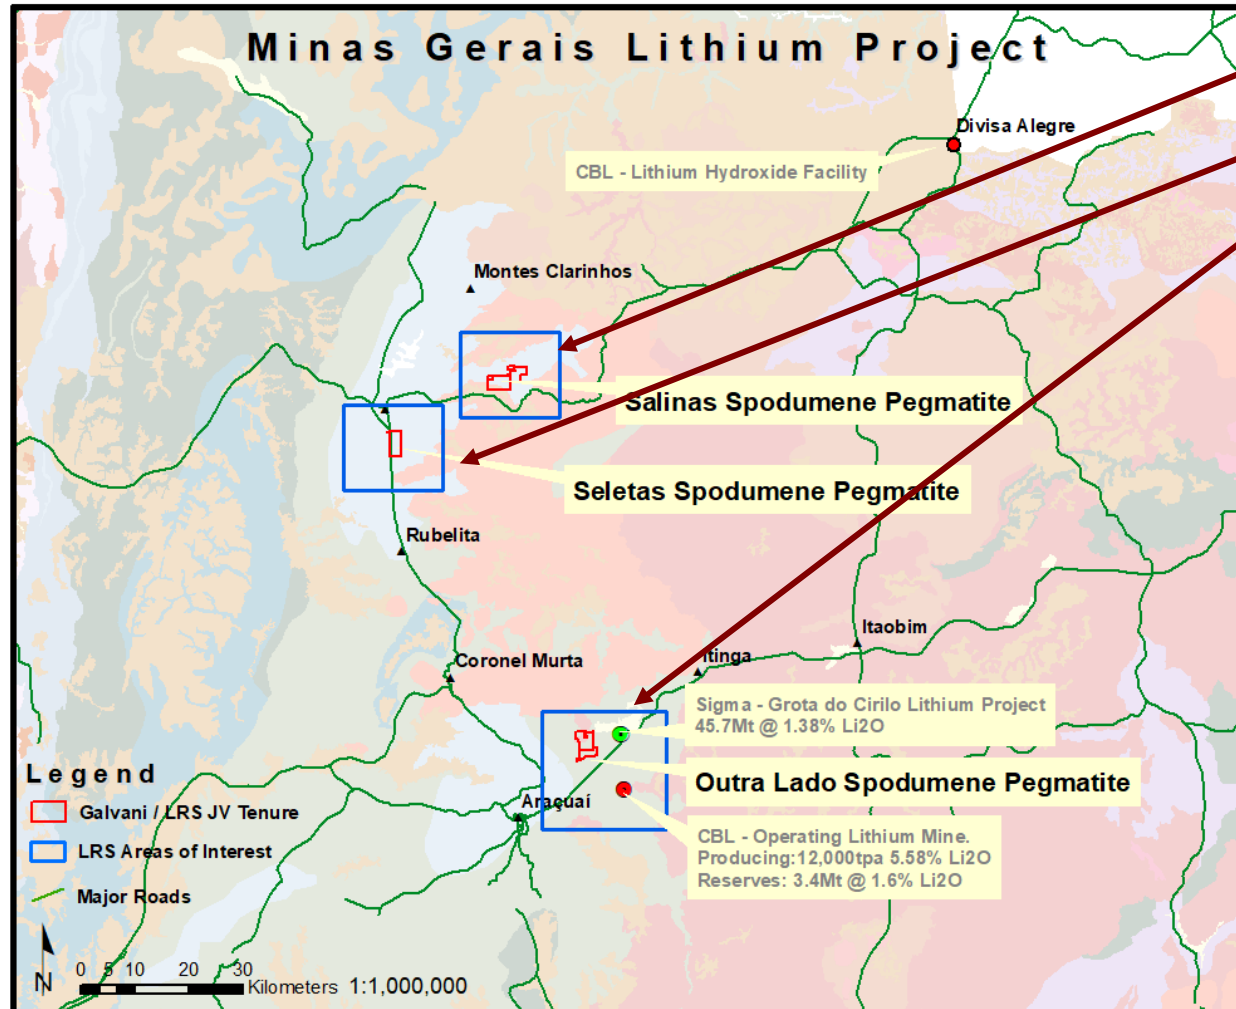 Minas Gerais Lithium Project
Divisa Alegre
CBL - Lithium Hydroxide Facility
Montes Clarinhos
Salinas Spodumene Pegmatite
Seletas Spodumene Pegmatite
Rubelita
Itaobim
Coronel Murta
Itinga
Sigma - Grota do Cirilo Lithium Project
45.7Mt @ 1.38% Li2O
Outra Lado Spodumene Pegmatite
Araçuaí
CBL - Operating Lithium Mine.
Producing:12,000tpa 5.58% Li2O
Reserves: 3.4Mt @ 1.6% Li2O
Legend
Galvani / LRS JV Tenure
LRS Areas of Interest
Major Roads
N
0 5 10 20 30
Kilometers 1:1,000,000